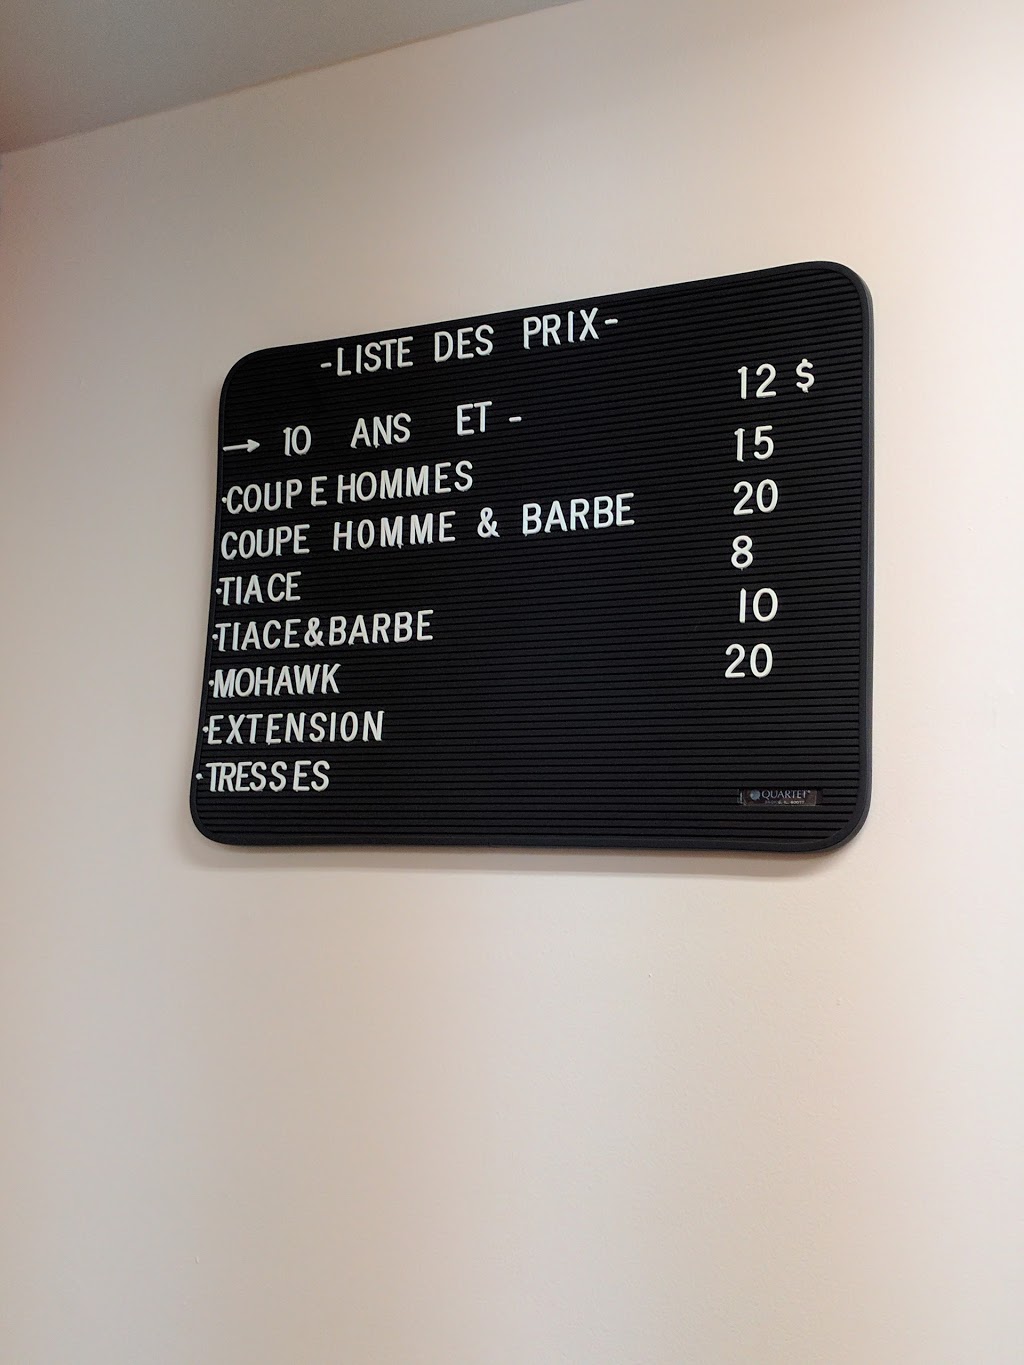 -LISTE DES PRIX-
→ 10 ANS ET - 12 $
·COUPE HOMMES 15
COUPE HOMME & BARBE 20
·TIACE 8
·TIACE&BARBE 10
·MOHAWK 20
·EXTENSION
·TRESSES
QUARTET